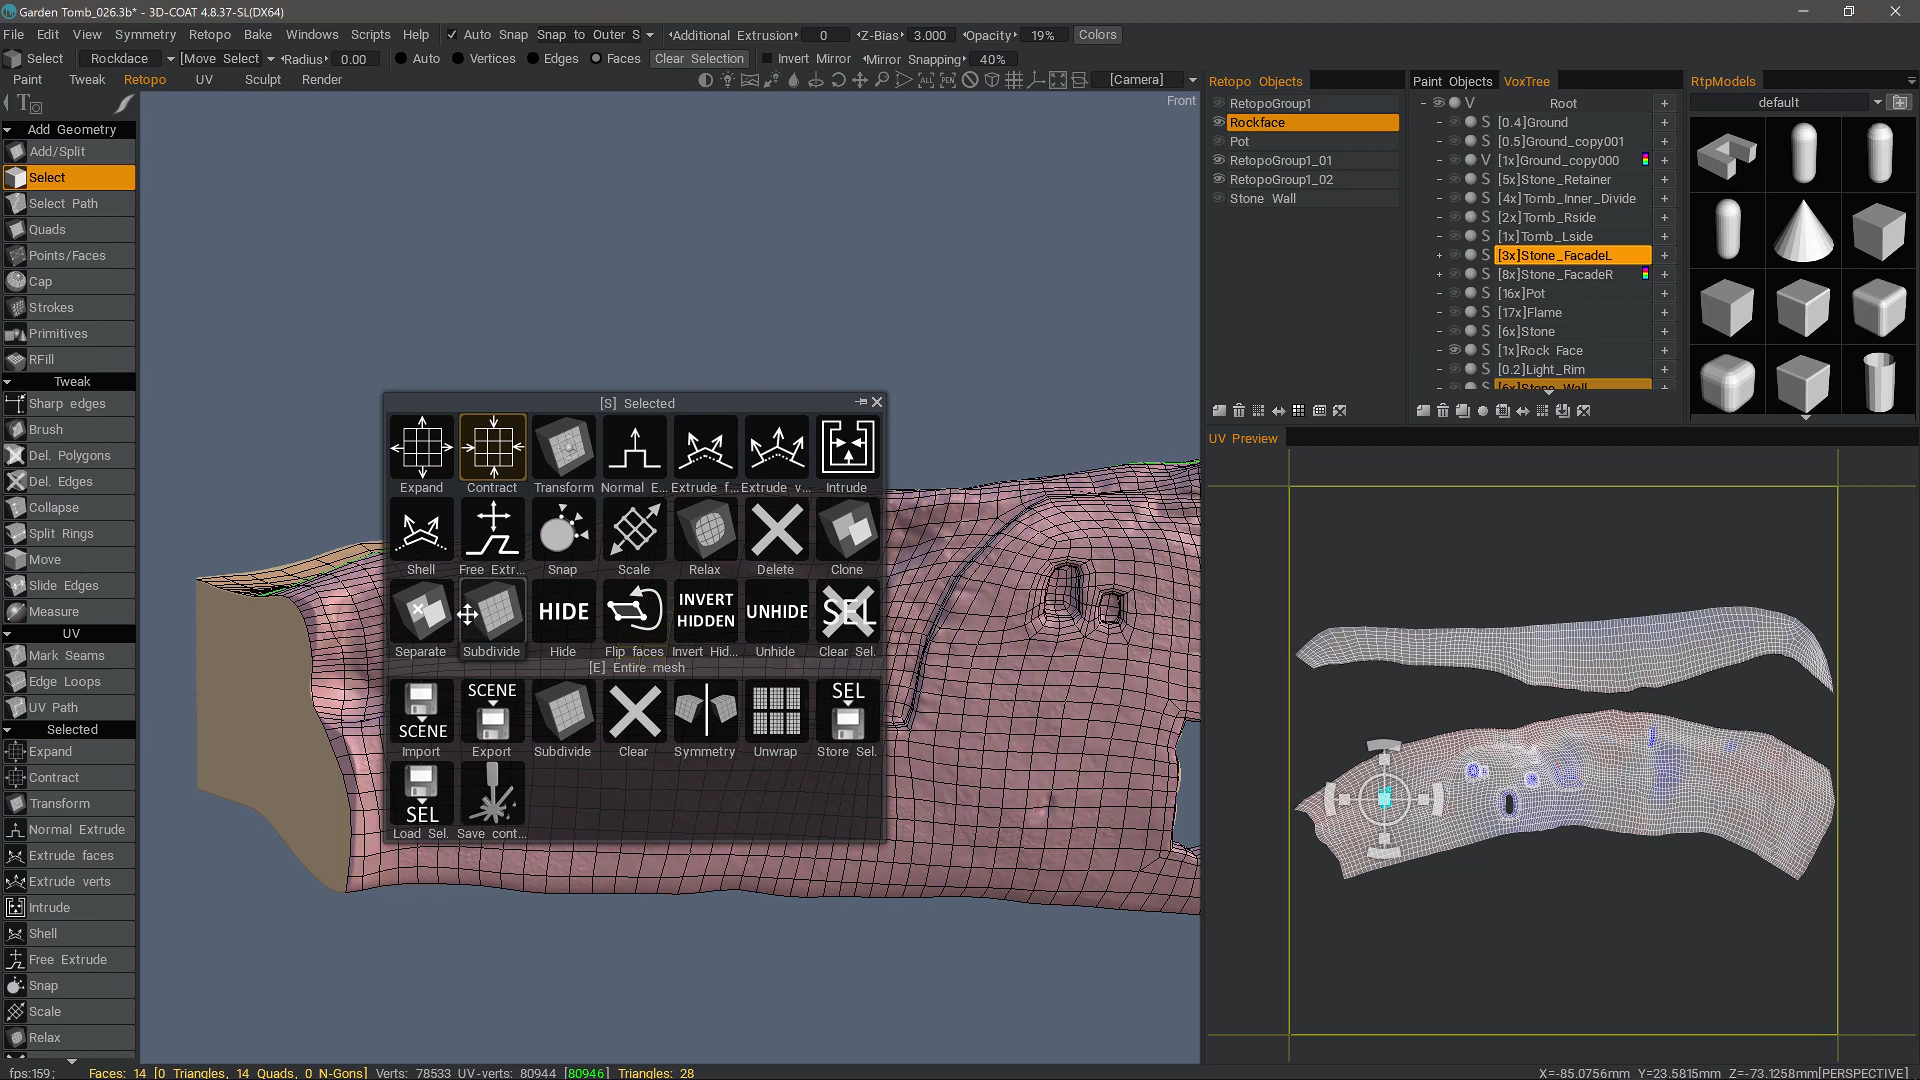 Garden Tomb_026.3b* - 3D-COAT 4.8.37-SL(DX64)
File Edit View Symmetry Retopo Bake Windows Scripts Help Auto Snap Snap to Outer S Additional Extrusion 0 Z-Bias 3.000 Opacity 19% Colors
Select Rockdace [Move Select] Radius 0.00 Auto Vertices Edges Faces Clear Selection Invert Mirror Mirror Snapping 40%
Paint Tweak Retopo UV Sculpt Render ALL PEN [Camera]
Front
Add Geometry
Add/Split
Select
Select Path
Quads
Points/Faces
Cap
Strokes
Primitives
RFill
Tweak
Sharp edges
Brush
Del. Polygons
Del. Edges
Collapse
Split Rings
Move
Slide Edges
Measure
UV
Mark Seams
Edge Loops
UV Path
Selected
Expand
Contract
Transform
Normal Extrude
Extrude faces
Extrude verts
Intrude
Shell
Free Extrude
Snap
Scale
Relax
[S] Selected
Expand Contract Transform Normal E... Extrude f... Extrude v... Intrude
Shell Free Extr... Snap Scale Relax Delete Clone
HIDE INVERT HIDDEN UNHIDE SEL
Separate Subdivide Hide Flip faces Invert Hid... Unhide Clear Sel.
[E] Entire mesh
SCENE SCENE SEL
Import Export Subdivide Clear Symmetry Unwrap Store Sel.
SEL
Load Sel. Save cont...
Retopo Objects
RetopoGroup1
Rockface
Pot
RetopoGroup1_01
RetopoGroup1_02
Stone Wall
Paint Objects VoxTree
V Root +
S [0.4]Ground +
S [0.5]Ground_copy001 +
V [1x]Ground_copy000 +
S [5x]Stone_Retainer +
S [4x]Tomb_Inner_Divide +
S [2x]Tomb_Rside +
S [1x]Tomb_Lside +
S [3x]Stone_FacadeL +
S [8x]Stone_FacadeR +
S [16x]Pot +
S [17x]Flame +
S [6x]Stone +
S [1x]Rock Face +
S [0.2]Light_Rim +
S [6x]Stone_Wall +
RtpModels
default
UV Preview
fps:159; Faces: 14 [0 Triangles, 14 Quads, 0 N-Gons] Verts: 78533 UV-verts: 80944 [80946] Triangles: 28 X=-85.0756mm Y=23.5815mm Z=-73.1258mm[PERSPECTIVE]